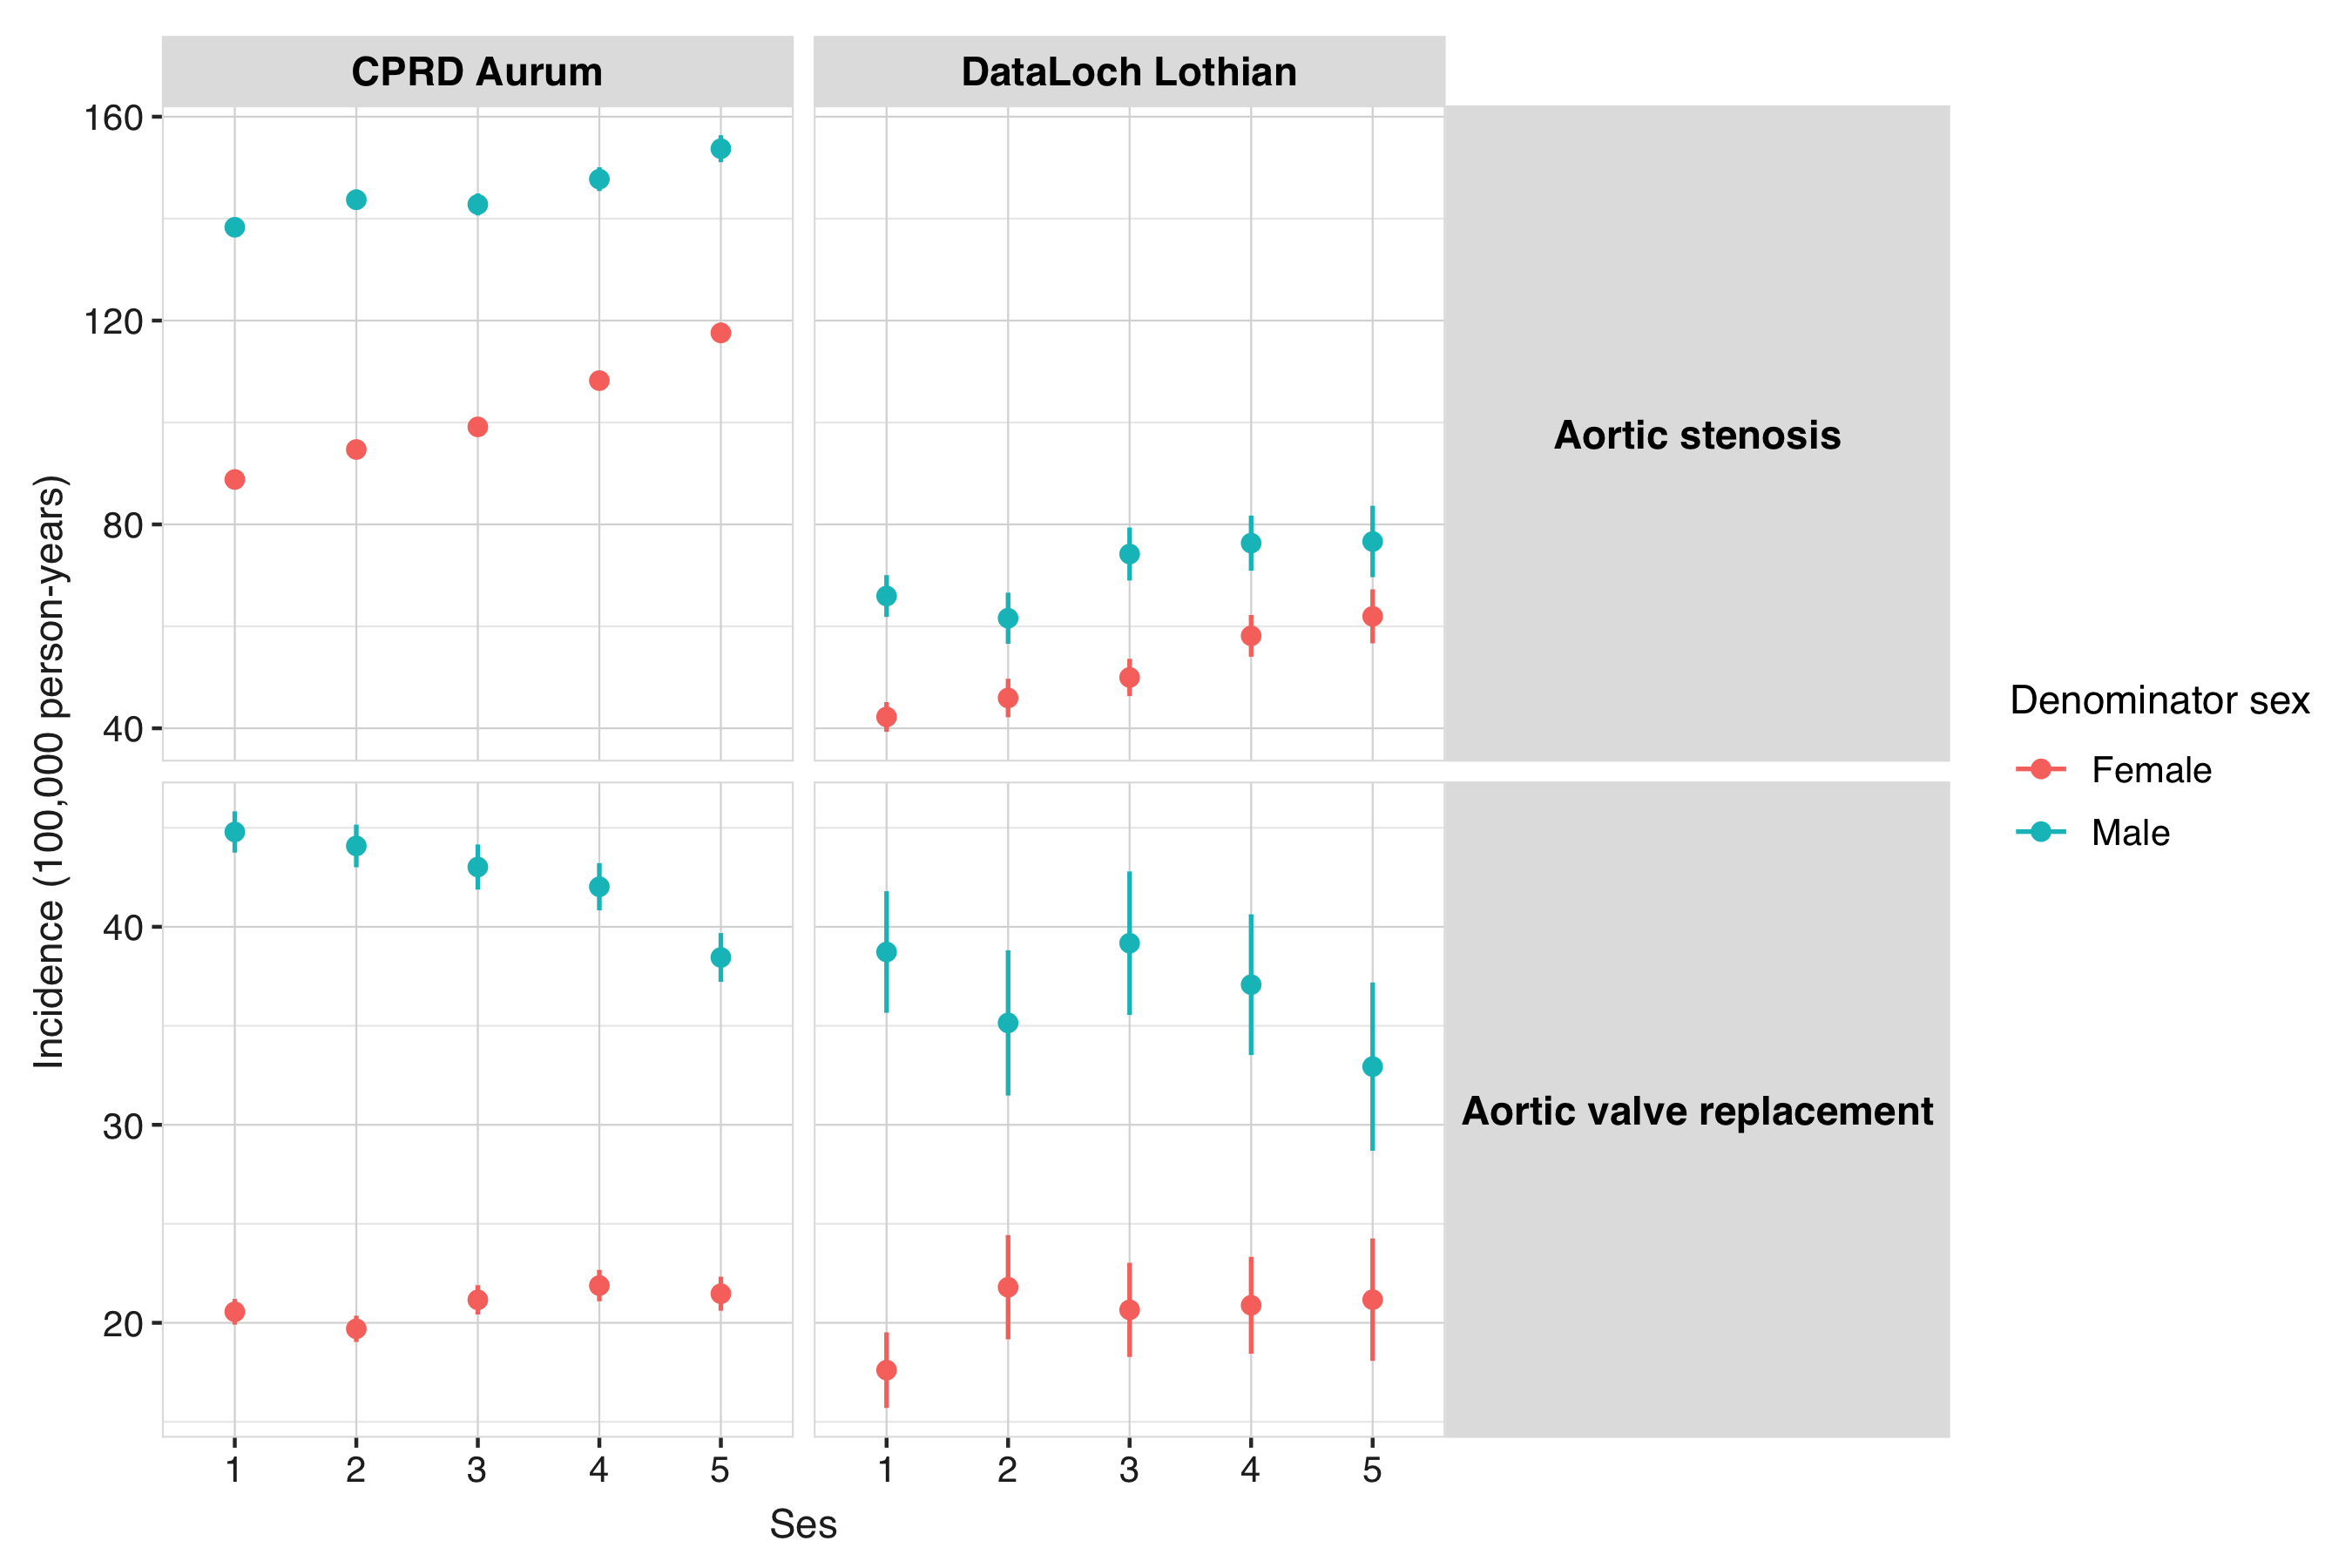 CPRD Aurum
DataLoch Lothian
160
120
80
40
Aortic stenosis
40
30
20
Aortic valve replacement
Incidence (100,000 person-years)
1 2 3 4 5
1 2 3 4 5
Ses
Denominator sex
Female
Male